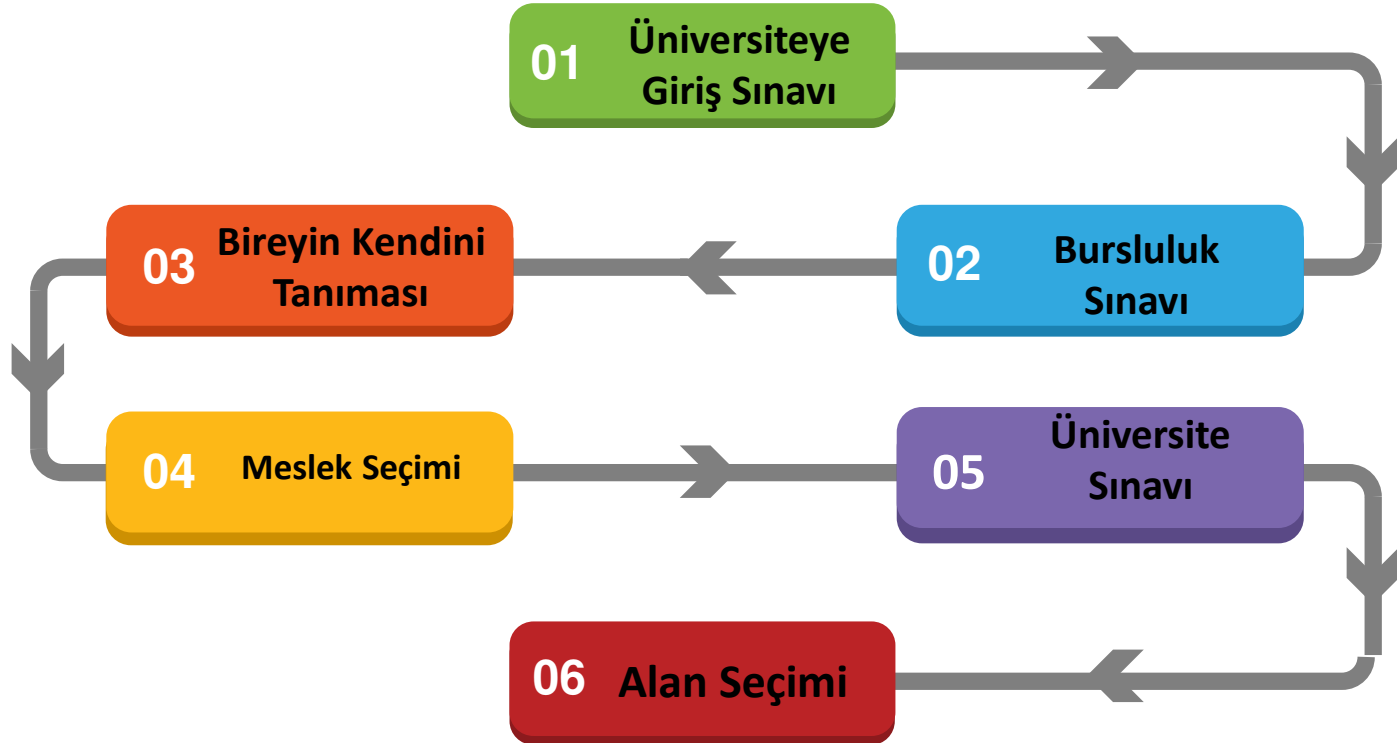 01
Üniversiteye
Giriş Sınavı
02
Bursluluk
Sınavı
03
Bireyin Kendini
Tanıması
04
Meslek Seçimi
05
Üniversite
Sınavı
06
Alan Seçimi